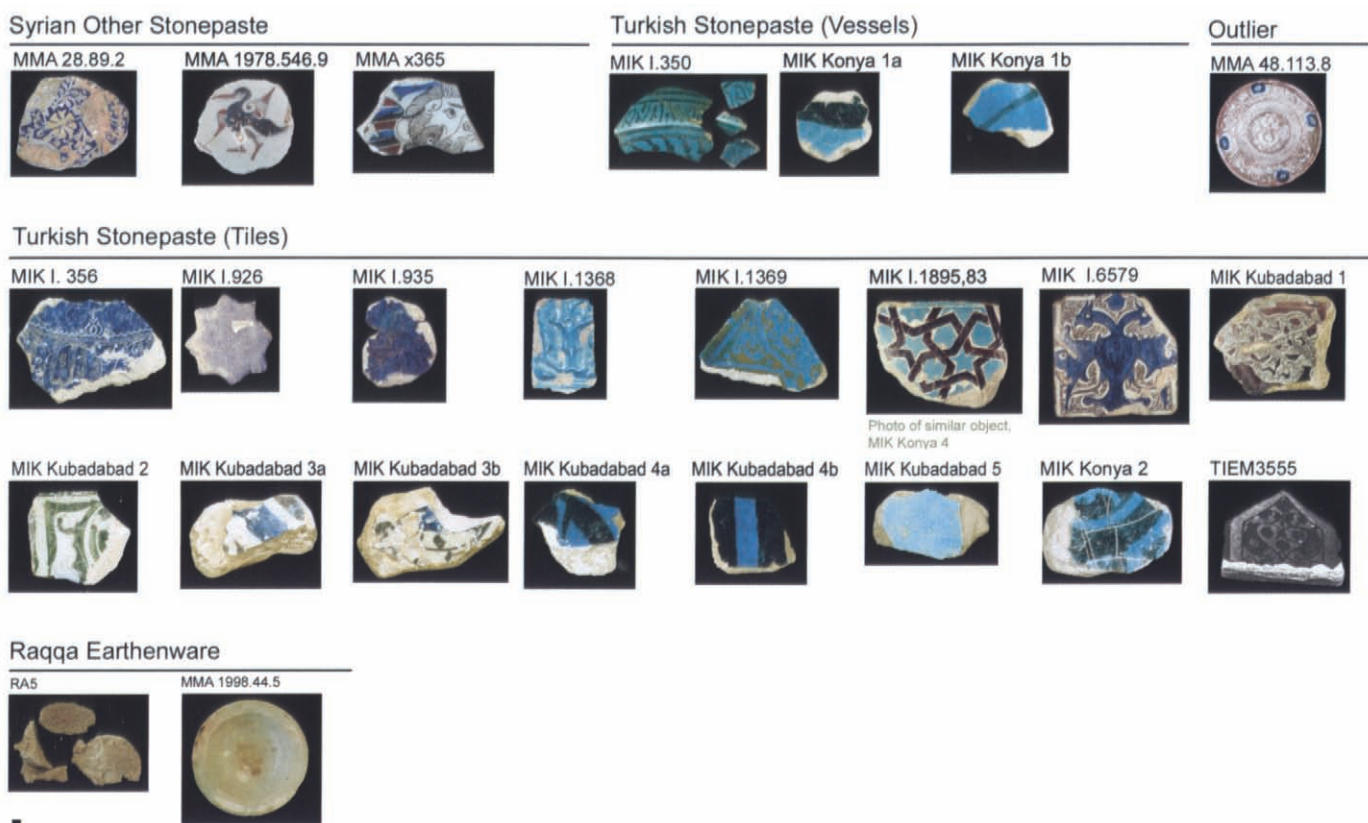 Syrian Other Stonepaste
MMA 28.89.2
MMA 1978.546.9
MMA x365
Turkish Stonepaste (Vessels)
MIK I.350
MIK Konya 1a
MIK Konya 1b
Outlier
MMA 48.113.8
Turkish Stonepaste (Tiles)
MIK I. 356
MIK I.926
MIK I.935
MIK I.1368
MIK I.1369
MIK I.1895,83
MIK I.6579
MIK Kubadabad 1
Photo of similar object,
MIK Konya 4
MIK Kubadabad 2
MIK Kubadabad 3a
MIK Kubadabad 3b
MIK Kubadabad 4a
MIK Kubadabad 4b
MIK Kubadabad 5
MIK Konya 2
TIEM3555
Raqqa Earthenware
RA5
MMA 1998.44.5